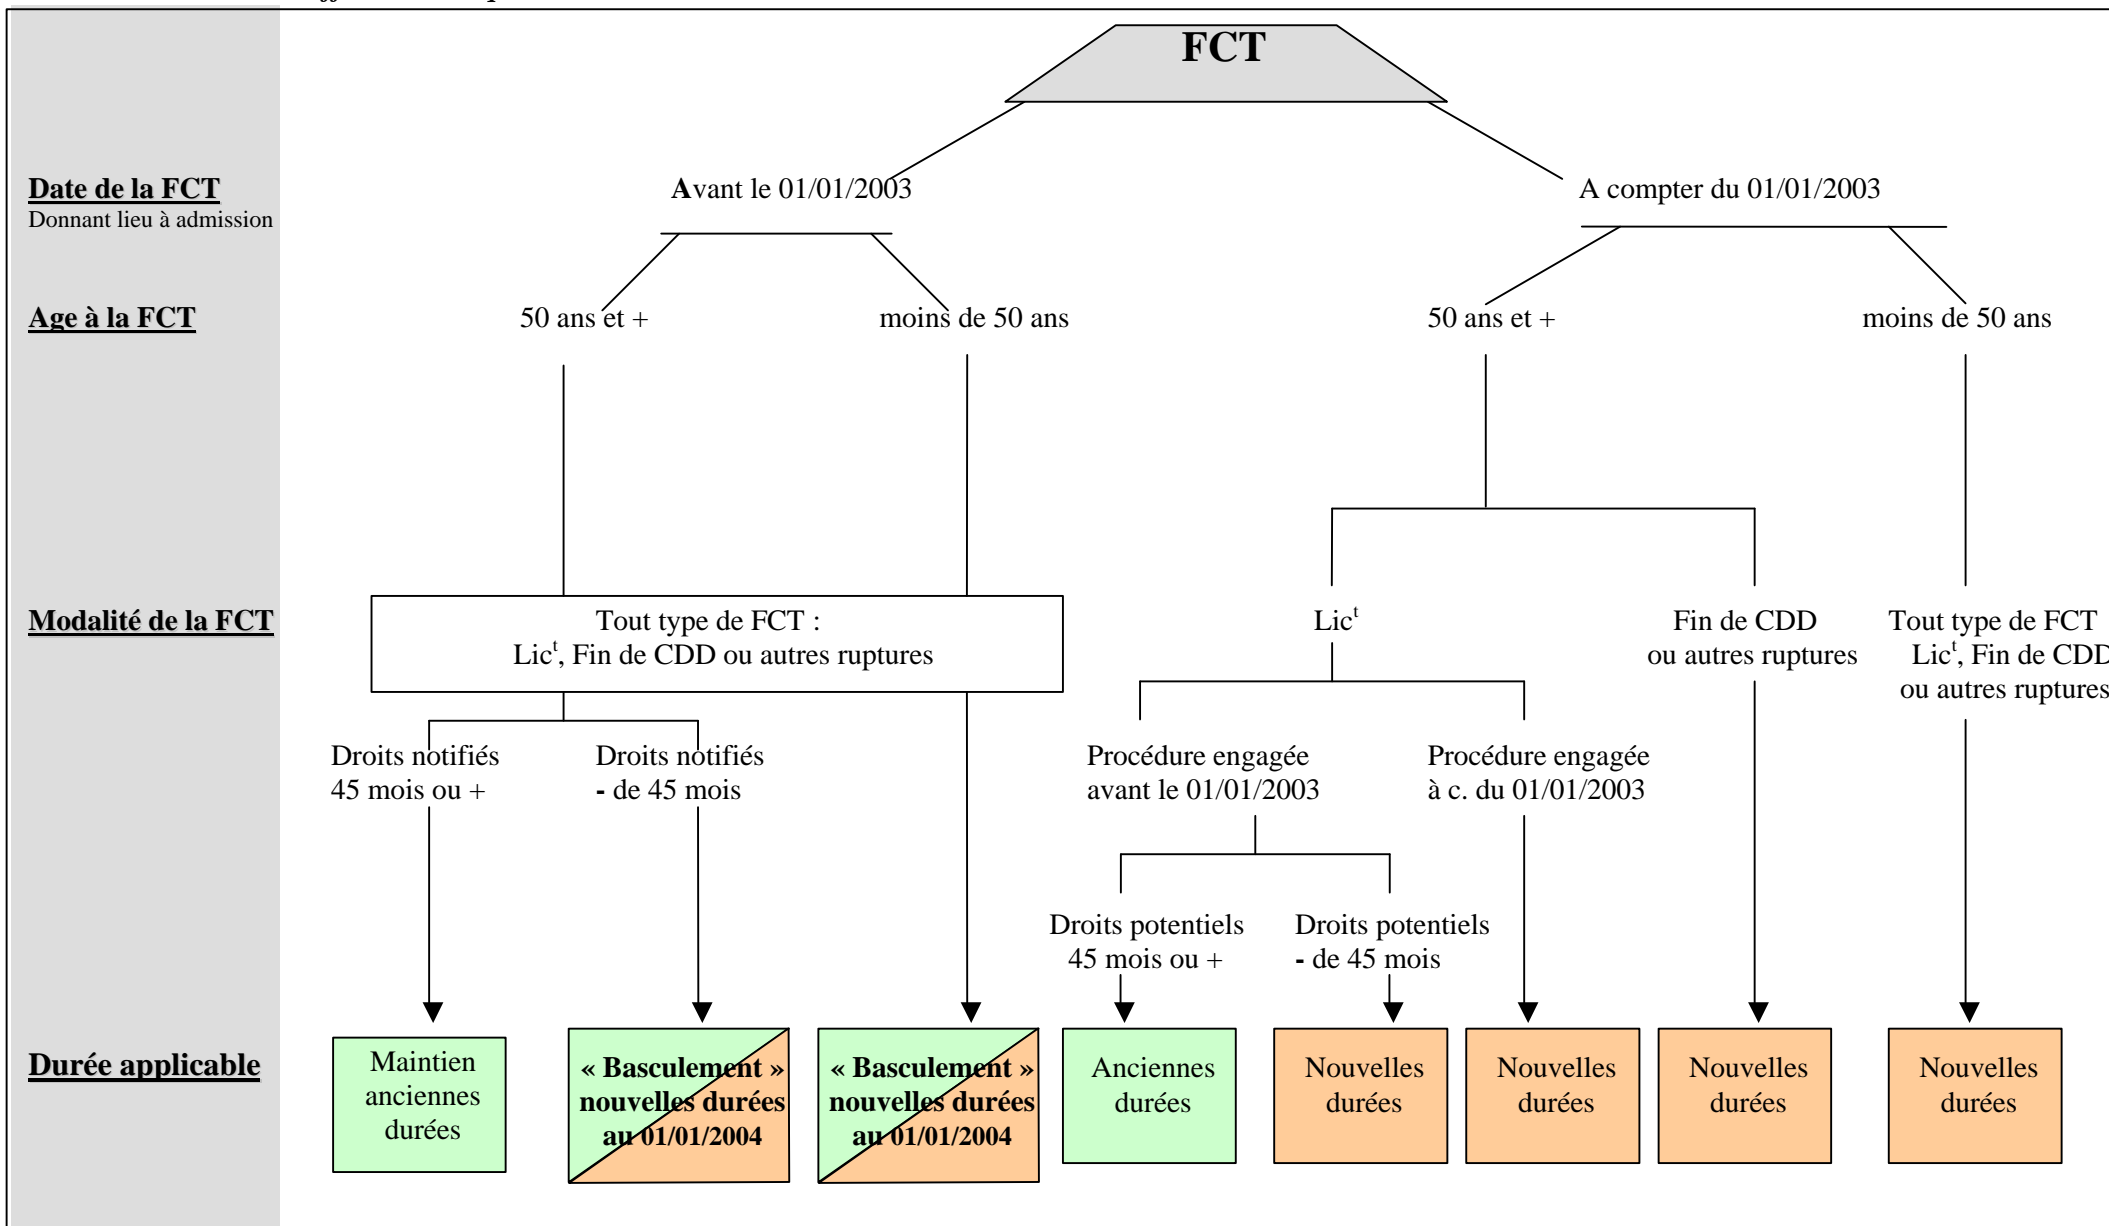 FCT
Date de la FCT
Donnant lieu à admission
Avant le 01/01/2003
A compter du 01/01/2003
Age à la FCT
50 ans et +
moins de 50 ans
50 ans et +
moins de 50 ans
Modalité de la FCT
Tout type de FCT :
Licᵗ, Fin de CDD ou autres ruptures
Licᵗ
Fin de CDD
ou autres ruptures
Tout type de FCT
Licᵗ, Fin de CDD
ou autres ruptures
Droits notifiés
45 mois ou +
Droits notifiés
- de 45 mois
Procédure engagée
avant le 01/01/2003
Procédure engagée
à c. du 01/01/2003
Droits potentiels
45 mois ou +
Droits potentiels
- de 45 mois
Durée applicable
Maintien
anciennes
durées
« Basculement »
nouvelles durées
au 01/01/2004
« Basculement »
nouvelles durées
au 01/01/2004
Anciennes
durées
Nouvelles
durées
Nouvelles
durées
Nouvelles
durées
Nouvelles
durées